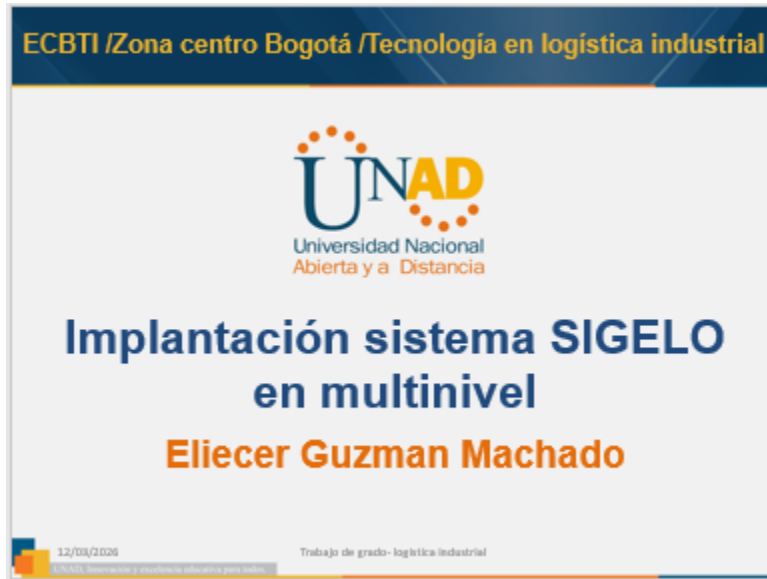 ECBTI /Zona centro Bogotá /Tecnología en logística industrial
UNAD
Universidad Nacional
Abierta y a Distancia
Implantación sistema SIGELO
en multinivel
Eliecer Guzman Machado
12/03/2026
Trabajo de grado- logística industrial
UNAD, Innovación y excelencia educativa para todos.